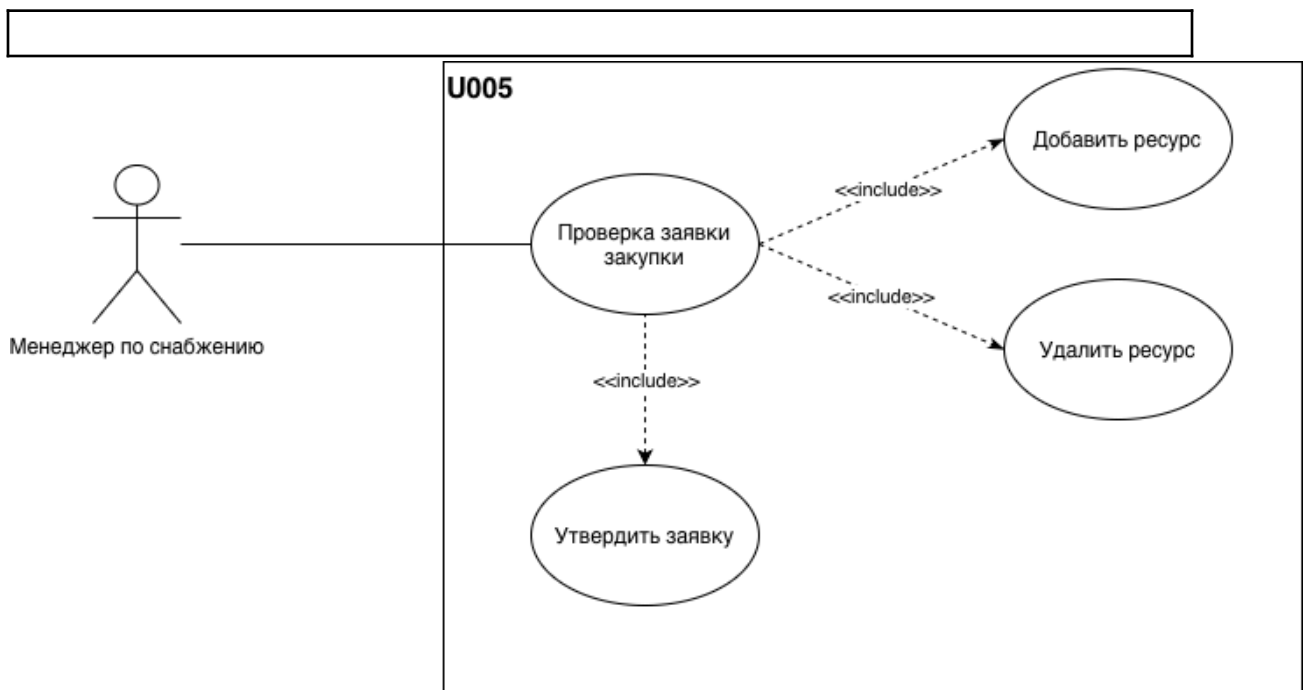 U005
Добавить ресурс
<<include>>
Проверка заявки
закупки
<<include>>
Удалить ресурс
Менеджер по снабжению
<<include>>
Утвердить заявку